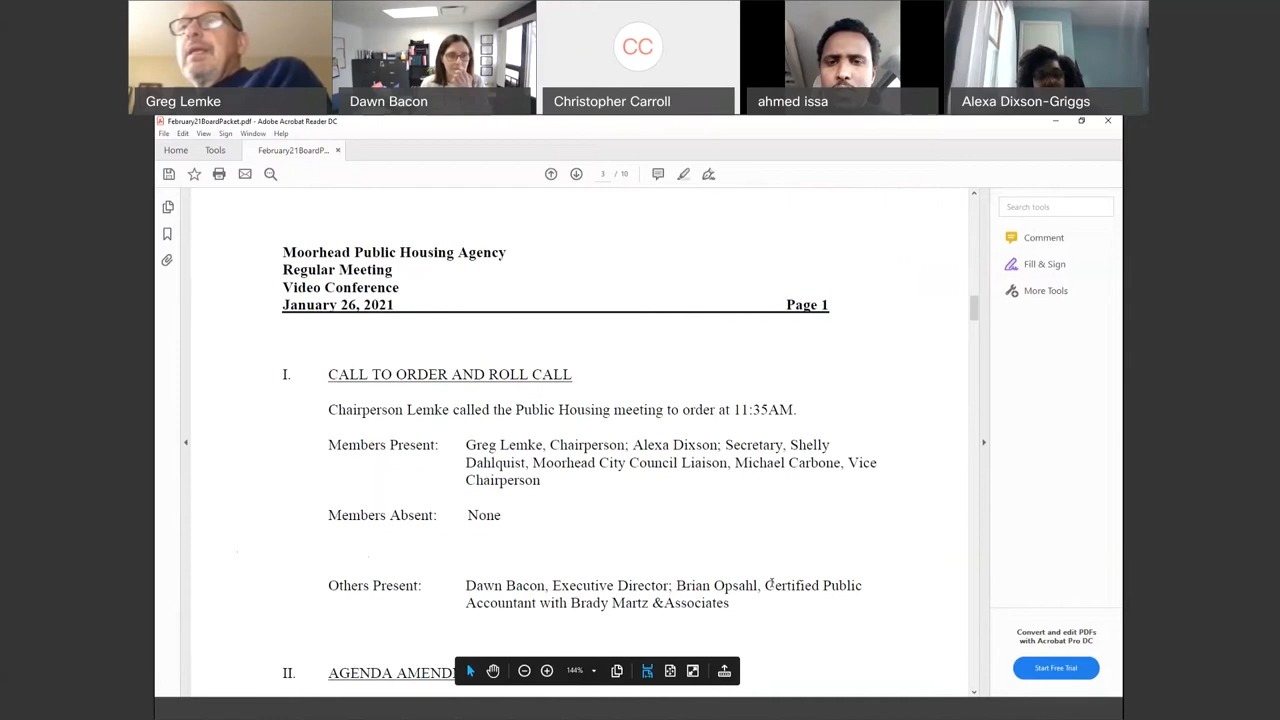 CC
Greg Lemke
Dawn Bacon
Christopher Carroll
ahmed issa
Alexa Dixson-Griggs
February21BoardPacket.pdf - Adobe Acrobat Reader DC
File Edit View Sign Window Help
Home Tools February21BoardP... ×
3 / 10
Search tools
Comment
Fill & Sign
More Tools
Moorhead Public Housing Agency
Regular Meeting
Video Conference
January 26, 2021 Page 1
I. CALL TO ORDER AND ROLL CALL
Chairperson Lemke called the Public Housing meeting to order at 11:35AM.
Members Present: Greg Lemke, Chairperson; Alexa Dixson; Secretary, Shelly
Dahlquist, Moorhead City Council Liaison, Michael Carbone, Vice
Chairperson
Members Absent: None
Others Present: Dawn Bacon, Executive Director; Brian Opsahl, Certified Public
Accountant with Brady Martz &Associates
II. AGENDA AMEND
144%
Convert and edit PDFs
with Acrobat Pro DC
Start Free Trial